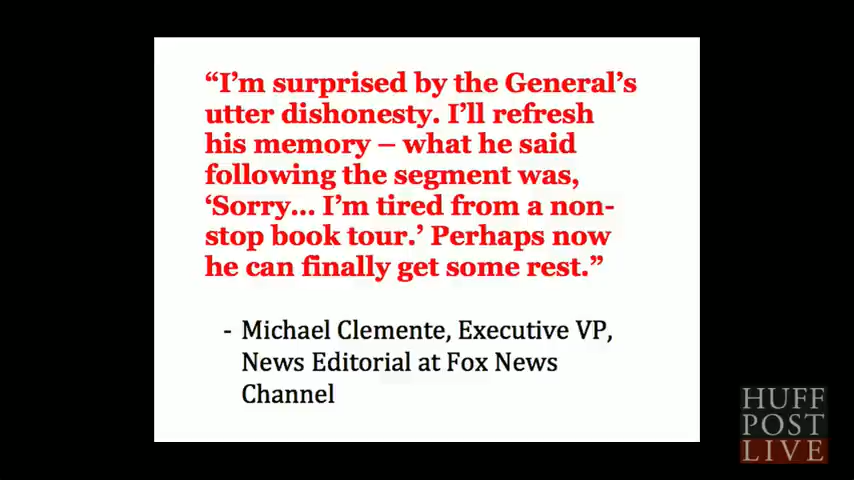 “I’m surprised by the General’s
utter dishonesty. I’ll refresh
his memory – what he said
following the segment was,
‘Sorry... I’m tired from a non-
stop book tour.’ Perhaps now
he can finally get some rest.”
- Michael Clemente, Executive VP,
News Editorial at Fox News
Channel
HUFF
POST
LIVE